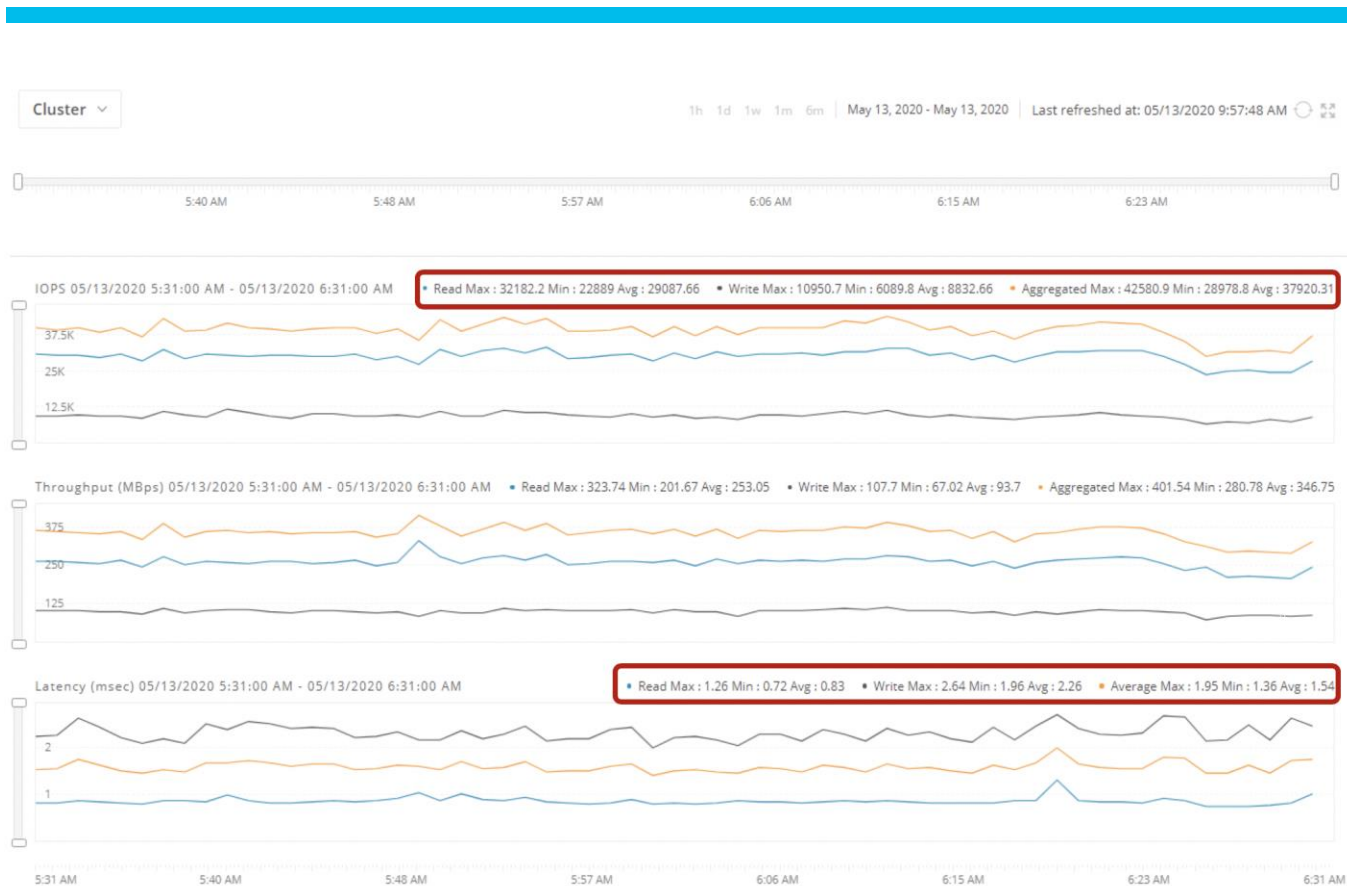 Cluster
1h 1d 1w 1m 6m May 13, 2020 - May 13, 2020 Last refreshed at: 05/13/2020 9:57:48 AM
5:40 AM 5:48 AM 5:57 AM 6:06 AM 6:15 AM 6:23 AM
IOPS 05/13/2020 5:31:00 AM - 05/13/2020 6:31:00 AM • Read Max : 32182.2 Min : 22889 Avg : 29087.66 • Write Max : 10950.7 Min : 6089.8 Avg : 8832.66 • Aggregated Max : 42580.9 Min : 28978.8 Avg : 37920.31
37.5K
25K
12.5K
Throughput (MBps) 05/13/2020 5:31:00 AM - 05/13/2020 6:31:00 AM • Read Max : 323.74 Min : 201.67 Avg : 253.05 • Write Max : 107.7 Min : 67.02 Avg : 93.7 • Aggregated Max : 401.54 Min : 280.78 Avg : 346.75
375
250
125
Latency (msec) 05/13/2020 5:31:00 AM - 05/13/2020 6:31:00 AM • Read Max : 1.26 Min : 0.72 Avg : 0.83 • Write Max : 2.64 Min : 1.96 Avg : 2.26 • Average Max : 1.95 Min : 1.36 Avg : 1.54
2
1
5:31 AM 5:40 AM 5:48 AM 5:57 AM 6:06 AM 6:15 AM 6:23 AM 6:31 AM